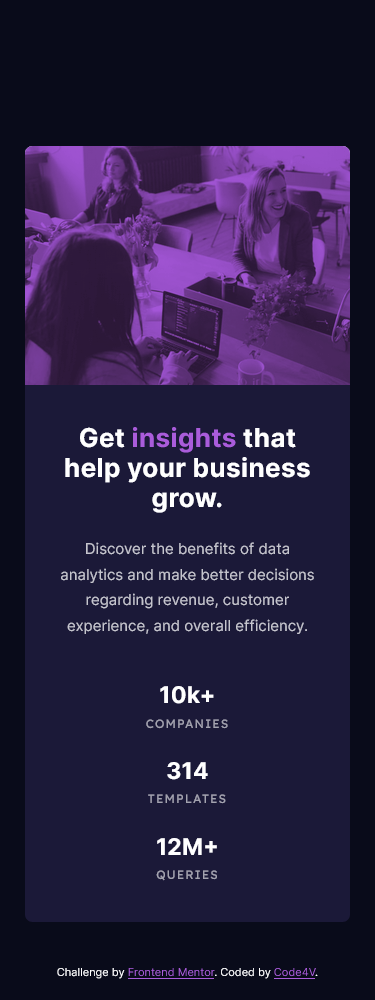 Get insights that
help your business
grow.
Discover the benefits of data
analytics and make better decisions
regarding revenue, customer
experience, and overall efficiency.
10k+
COMPANIES
314
TEMPLATES
12M+
QUERIES
Challenge by Frontend Mentor. Coded by Code4V.